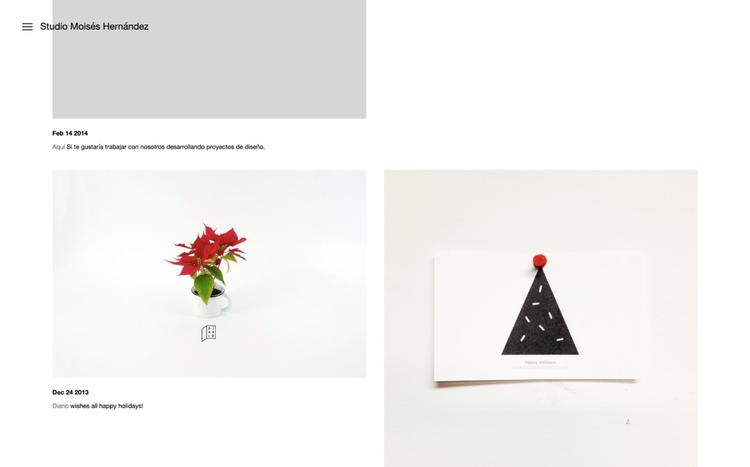 Studio Moisés Hernández
Feb 14 2014
Aquí Si te gustaría trabajar con nosotros desarrollando proyectos de diseño.
Dec 24 2013
Diario wishes all happy holidays!
Happy Holidays